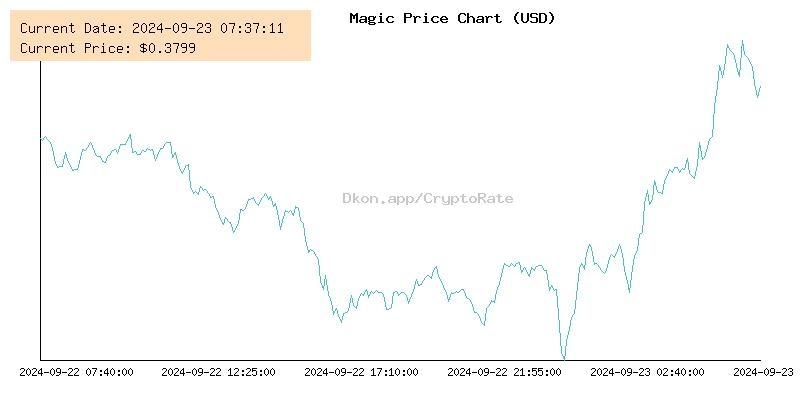 Magic Price Chart (USD)
Current Date: 2024-09-23 07:37:11
Current Price: $0.3799
Dkon.app/CryptoRate
2024-09-22 07:40:00 2024-09-22 12:25:00 2024-09-22 17:10:00 2024-09-22 21:55:00 2024-09-23 02:40:00 2024-09-23